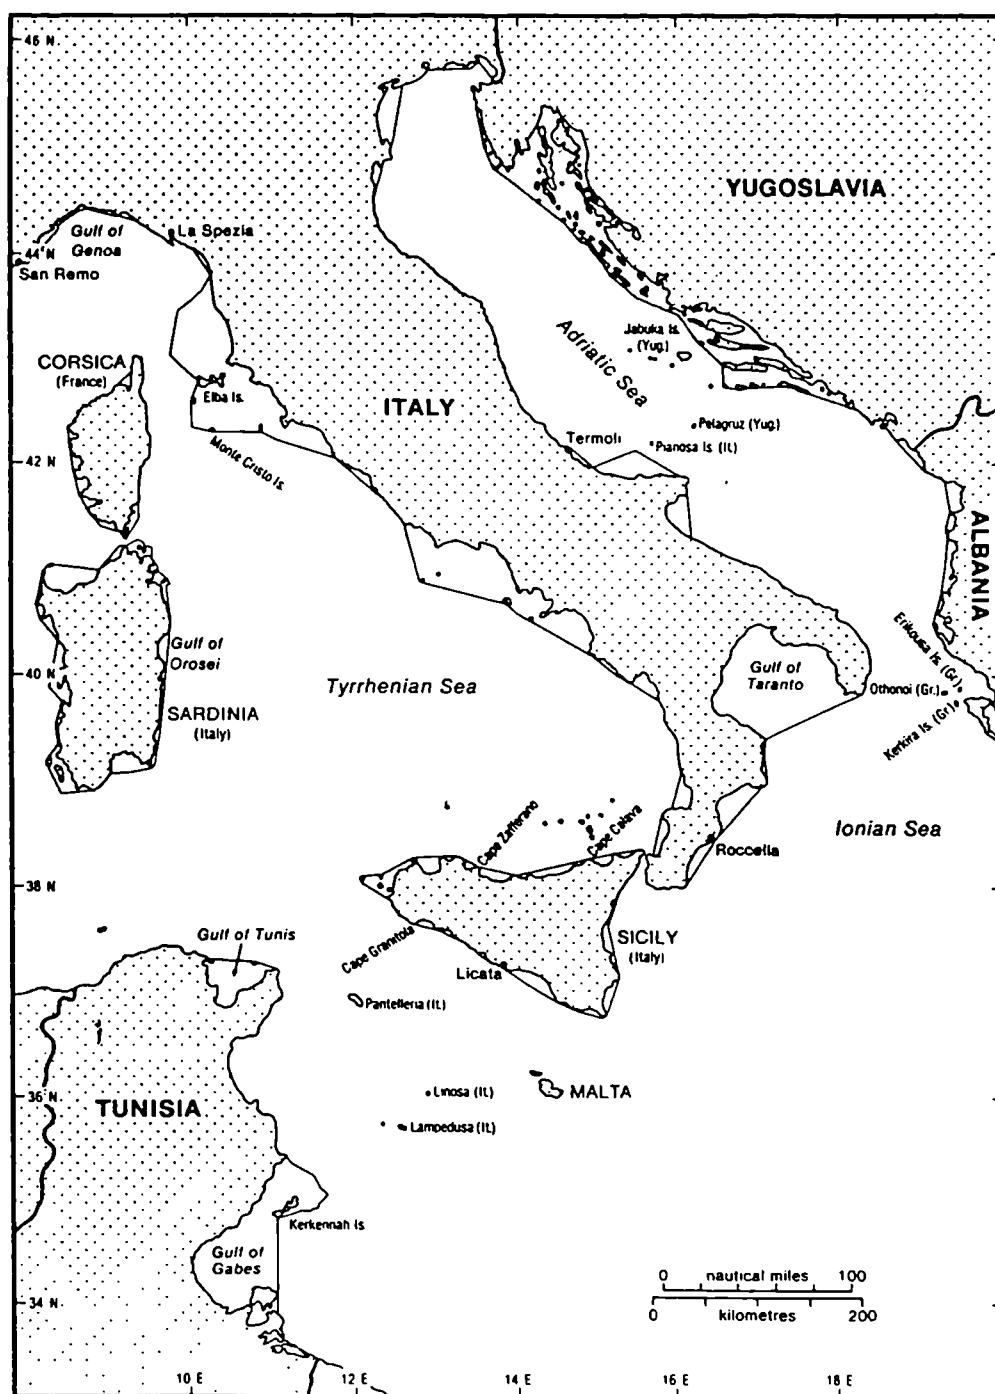 46 N
YUGOSLAVIA
Gulf of
Genoa
La Spezia
44°N
San Remo
Jabuka Is.
(Yug.)
Adriatic Sea
CORSICA
(France)
Elba Is.
ITALY
Pelagruz (Yug.)
Termoli
Pianosa Is (It.)
Monte Cristo Is.
42 N
ALBANIA
Erikousa Is. (Gr.)
Gulf of
Orosei
Gulf of
Taranto
40 N
Tyrrhenian Sea
Othonoi (Gr.)
SARDINIA
(Italy)
Kerkira Is. (Gr.)
Cape Zafferano
Cape Calava
Ionian Sea
Roccella
38 N
Gulf of Tunis
Cape Granitola
SICILY
(Italy)
Licata
Pantelleria (It.)
36 N
TUNISIA
Linosa (It.)
MALTA
Lampedusa (It.)
Kerkennah Is
Gulf of
Gabes
0 nautical miles 100
34 N
0 kilometres 200
10 E 12 E 14 E 16 E 18 E